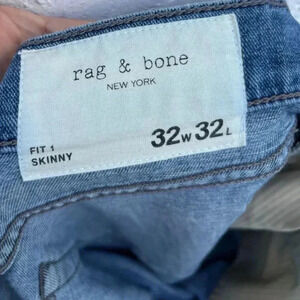 rag & bone
NEW YORK
FIT 1
SKINNY
32W 32L